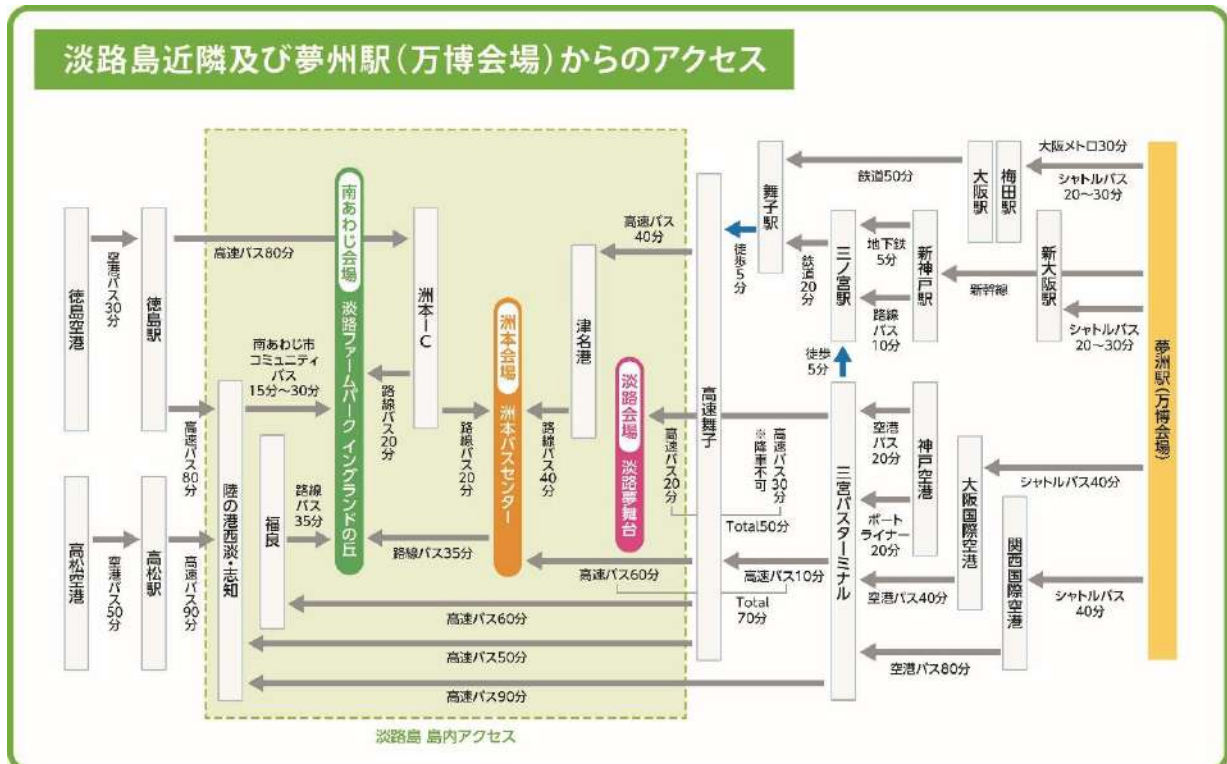 淡路島近隣及び夢州駅(万博会場)からのアクセス
徳島空港
空港バス30分
徳島駅
高速バス80分
高速バス80分
高松空港
空港バス50分
高松駅
高速バス90分
陸の港西淡・志知
南あわじ市
コミュニティ
バス
15分〜30分
福良
路線
バス
35分
南あわじ会場
淡路ファームパーク イングランドの丘
洲本IC
路線バス20分
路線バス20分
路線バス35分
洲本会場
洲本バスセンター
路線バス40分
津名港
高速バス
40分
淡路会場
淡路夢舞台
高速バス20分
高速バス30分
※降車不可
Total50分
高速バス60分
高速バス10分
Total
70分
高速バス60分
高速バス50分
高速バス90分
高速舞子
徒歩5分
舞子駅
鉄道50分
鉄道20分
三ノ宮駅
徒歩
5分
三宮バスターミナル
地下鉄
5分
路線
バス
10分
新神戸駅
新幹線
空港
バス
20分
ポート
ライナー
20分
神戸空港
空港バス40分
大阪国際空港
空港バス80分
関西国際空港
大阪駅
梅田駅
大阪メトロ30分
シャトルバス
20〜30分
新大阪駅
シャトルバス
20〜30分
シャトルバス40分
シャトルバス
40分
夢洲駅(万博会場)
淡路島 島内アクセス